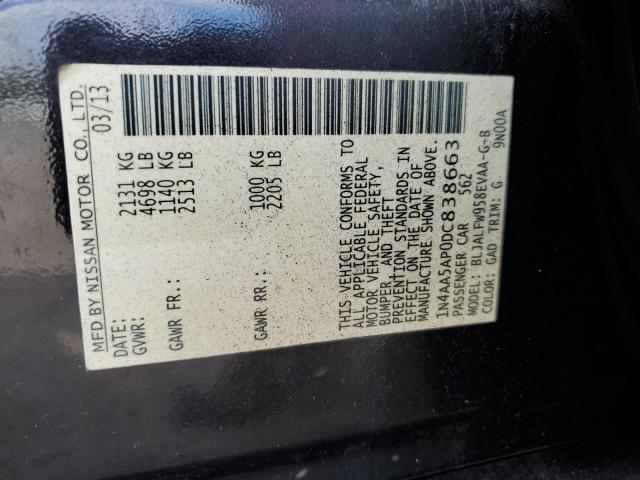 MFD BY NISSAN MOTOR CO., LTD.
DATE: 03/13
GVWR: 2131 KG
4698 LB
GAWR FR.: 1140 KG
2513 LB
GAWR RR.: 1000 KG
2205 LB
THIS VEHICLE CONFORMS TO
ALL APPLICABLE FEDERAL
MOTOR VEHICLE SAFETY,
BUMPER, AND THEFT
PREVENTION STANDARDS IN
EFFECT ON THE DATE OF
MANUFACTURE SHOWN ABOVE.
1N4AA5AP0DC838663
PASSENGER CAR 562
MODEL: BLJALFW958EVAA-G-B
COLOR: GAD TRIM: G 9N00A